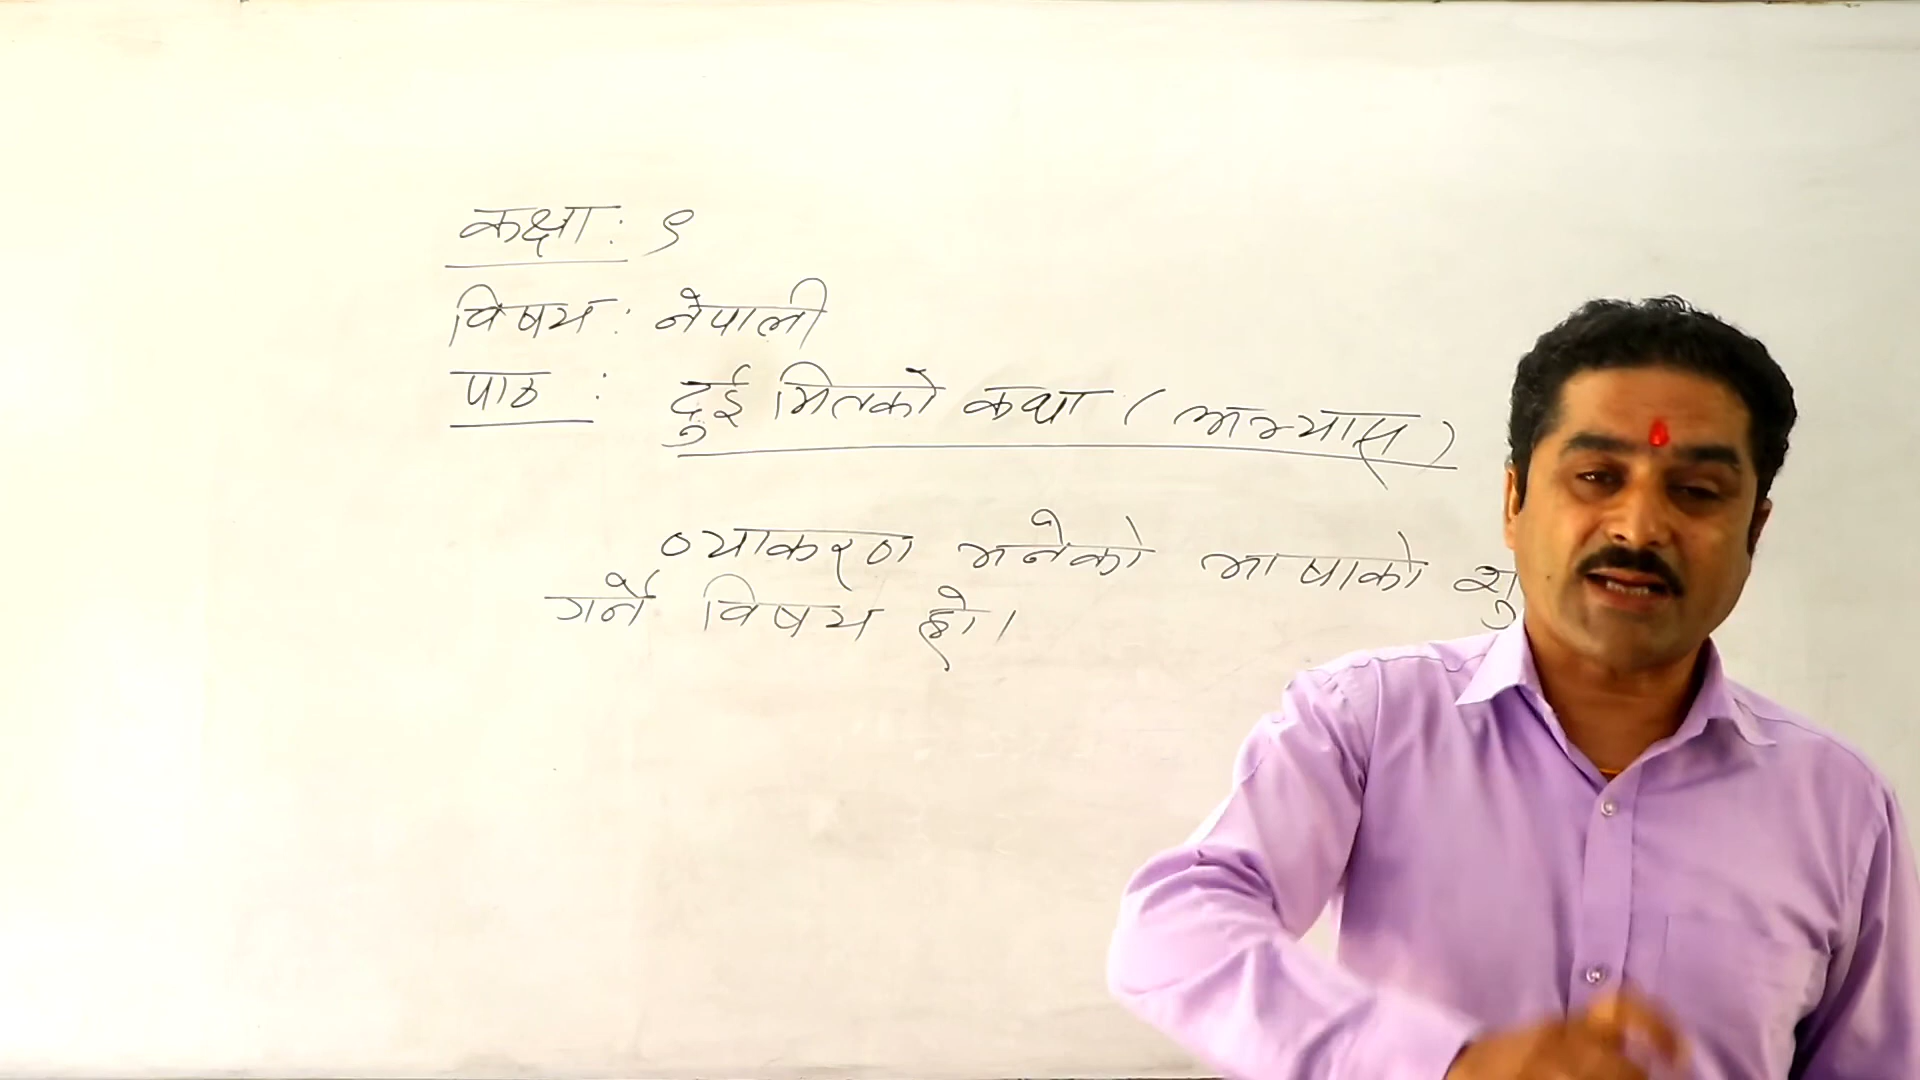 कक्षा: ९
विषय: नेपाली
पाठ : दुई मितको कथा (अभ्यास)
व्याकरण भनेको भाषाको शु
गर्ने विषय हो।